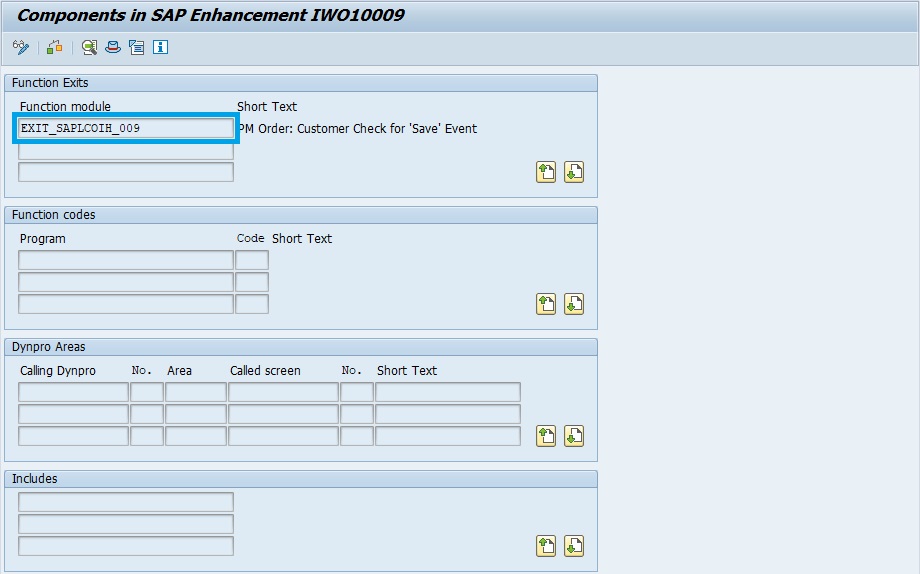 Components in SAP Enhancement IWO10009
Function Exits
Function module Short Text
EXIT_SAPLCOIH_009 PM Order: Customer Check for 'Save' Event
Function codes
Program Code Short Text
Dynpro Areas
Calling Dynpro No. Area Called screen No. Short Text
Includes